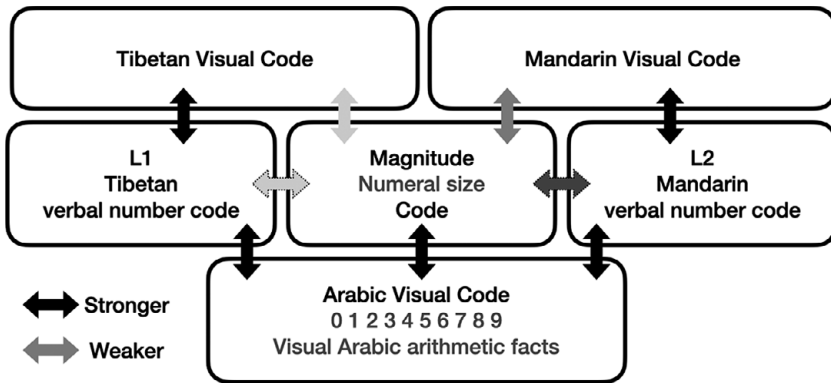 Tibetan Visual Code
Mandarin Visual Code
L1
Tibetan
verbal number code
Magnitude
Numeral size
Code
L2
Mandarin
verbal number code
Arabic Visual Code
0 1 2 3 4 5 6 7 8 9
Visual Arabic arithmetic facts
Stronger
Weaker